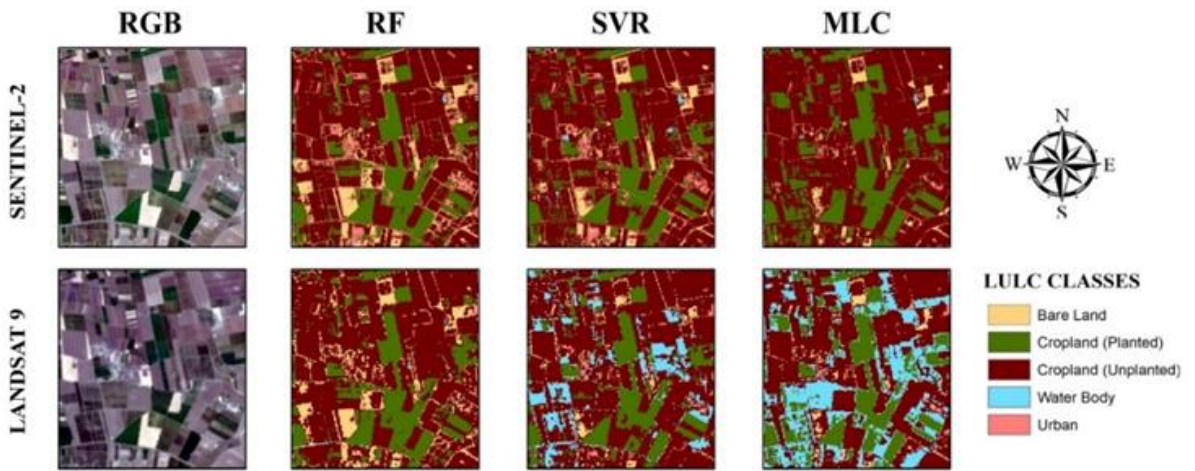 RGB RF SVR MLC
SENTINEL-2
LANDSAT 9
N
W E
S
LULC CLASSES
Bare Land
Cropland (Planted)
Cropland (Unplanted)
Water Body
Urban